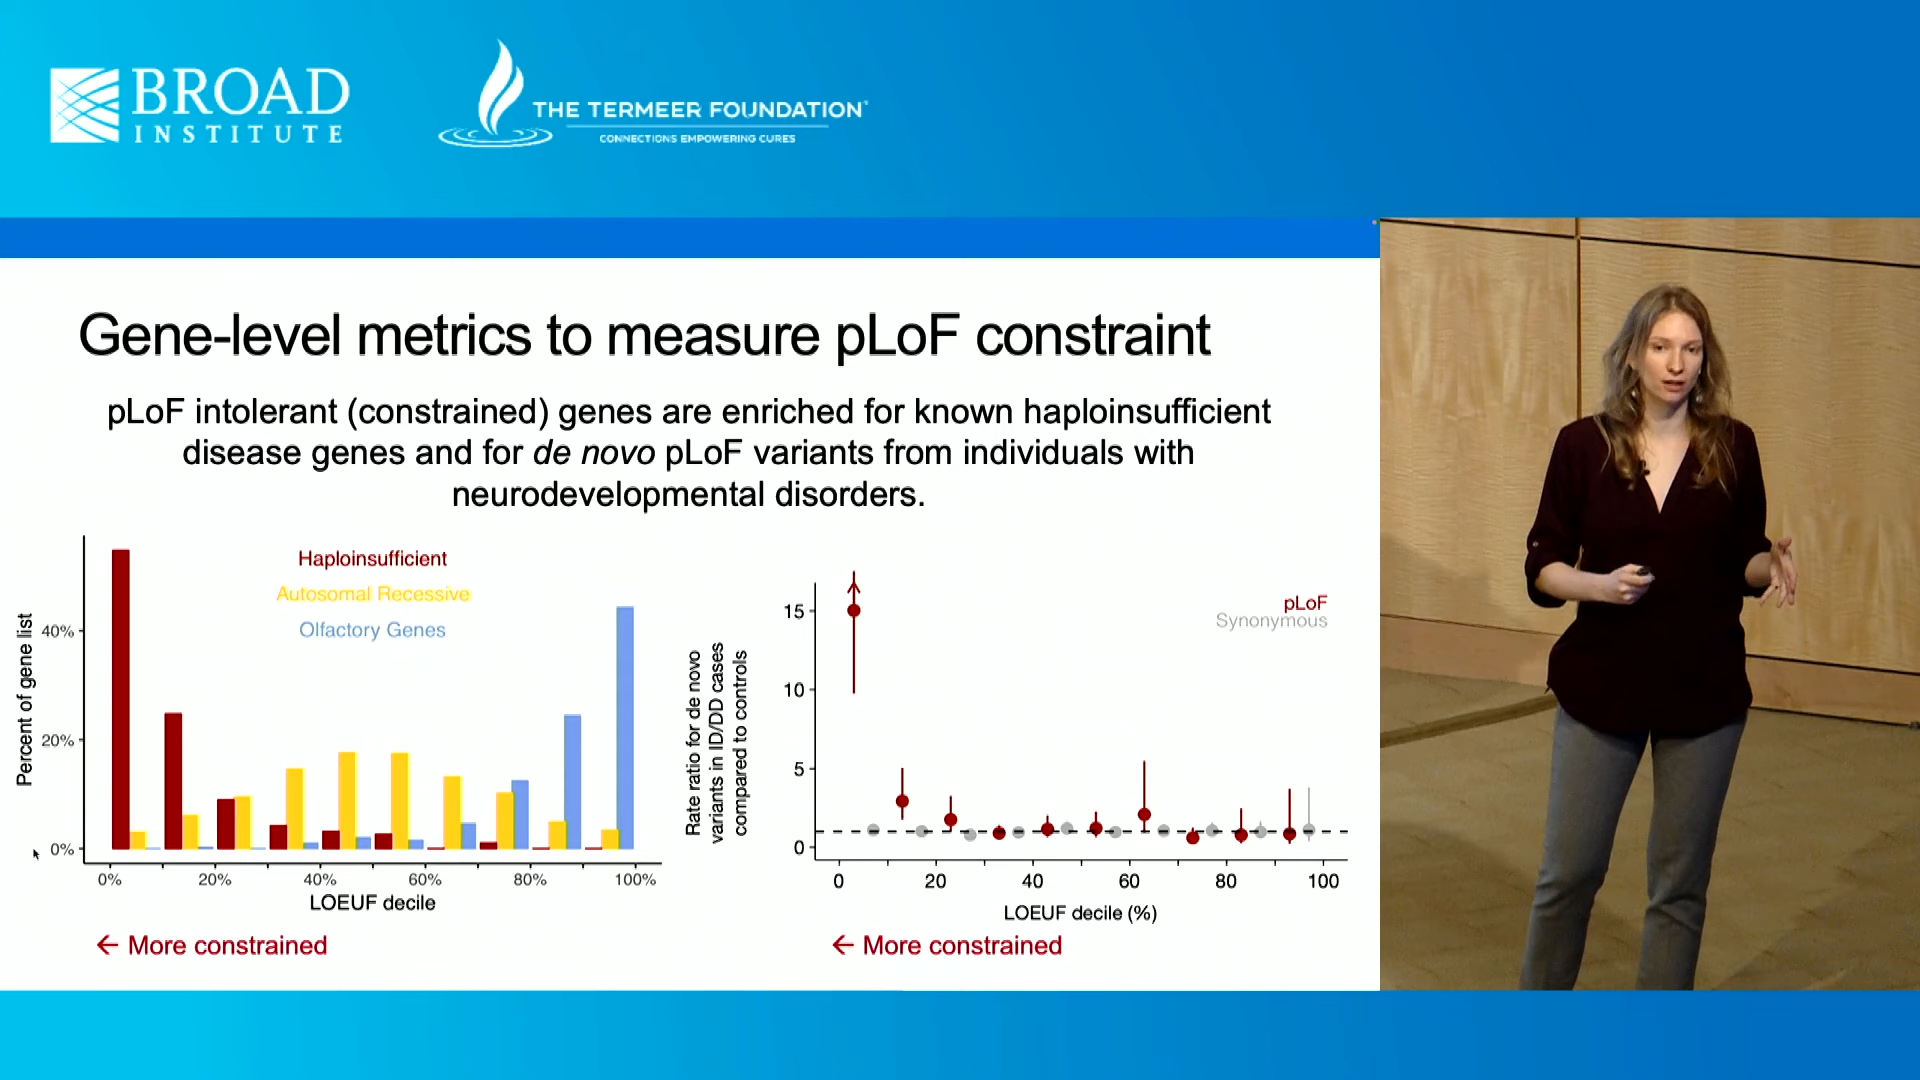 BROAD
INSTITUTE
THE TERMEER FOUNDATION
CONNECTIONS EMPOWERING CURES
Gene-level metrics to measure pLoF constraint
pLoF intolerant (constrained) genes are enriched for known haploinsufficient
disease genes and for de novo pLoF variants from individuals with
neurodevelopmental disorders.
Percent of gene list
40%
20%
0%
Haploinsufficient
Autosomal Recessive
Olfactory Genes
0% 20% 40% 60% 80% 100%
LOEUF decile
← More constrained
Rate ratio for de novo
variants in ID/DD cases
compared to controls
15
10
5
0
pLoF
Synonymous
0 20 40 60 80 100
LOEUF decile (%)
← More constrained